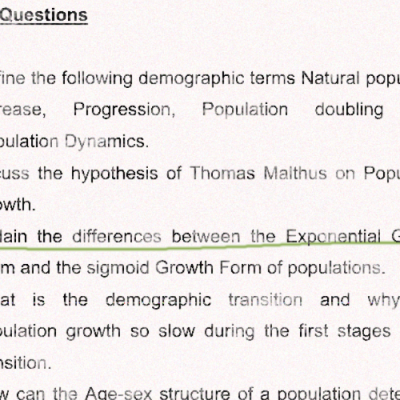 Questions
fine the following demographic terms Natural popu
rease, Progression, Population doubling
pulation Dynamics.
cuss the hypothesis of Thomas Malthus on Popu
owth.
lain the differences between the Exponential G
m and the sigmoid Growth Form of populations.
at is the demographic transition and why
pulation growth so slow during the first stages
nsition.
w can the Age-sex structure of a population dete